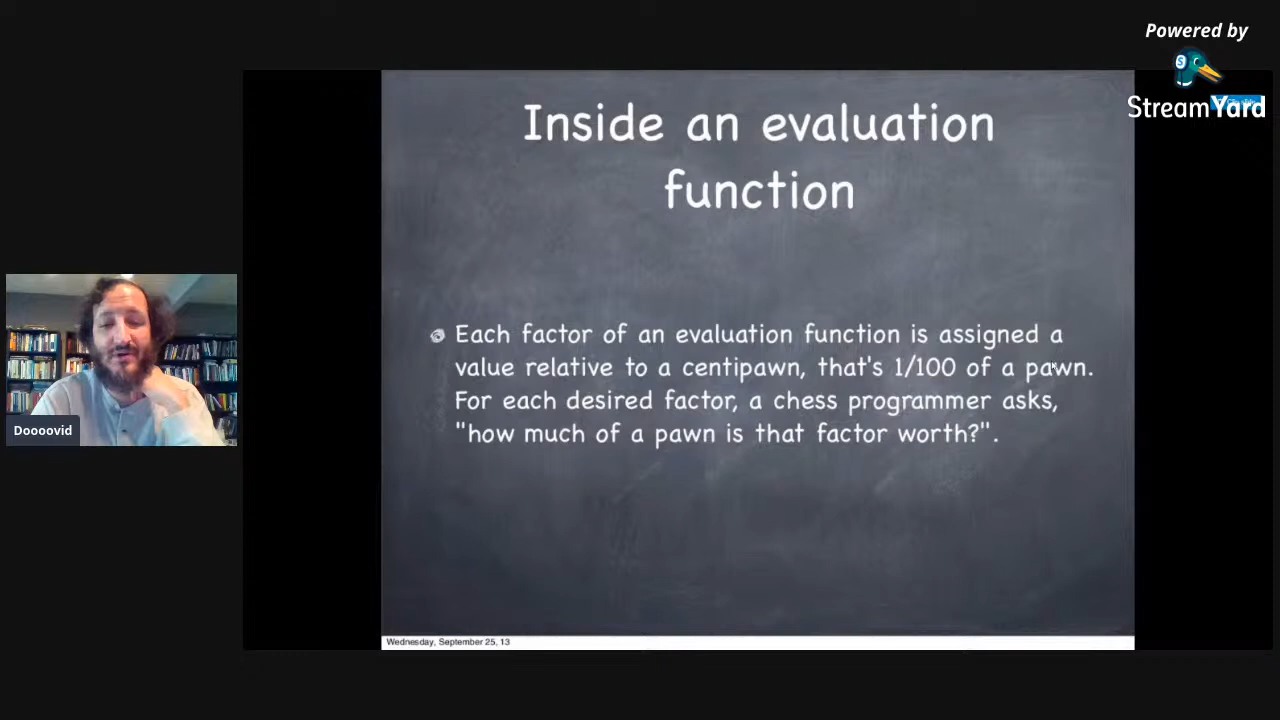 Powered by
StreamYard
Inside an evaluation
function
Each factor of an evaluation function is assigned a
value relative to a centipawn, that's 1/100 of a pawn.
For each desired factor, a chess programmer asks,
"how much of a pawn is that factor worth?".
Doooovid
Wednesday, September 25, 13